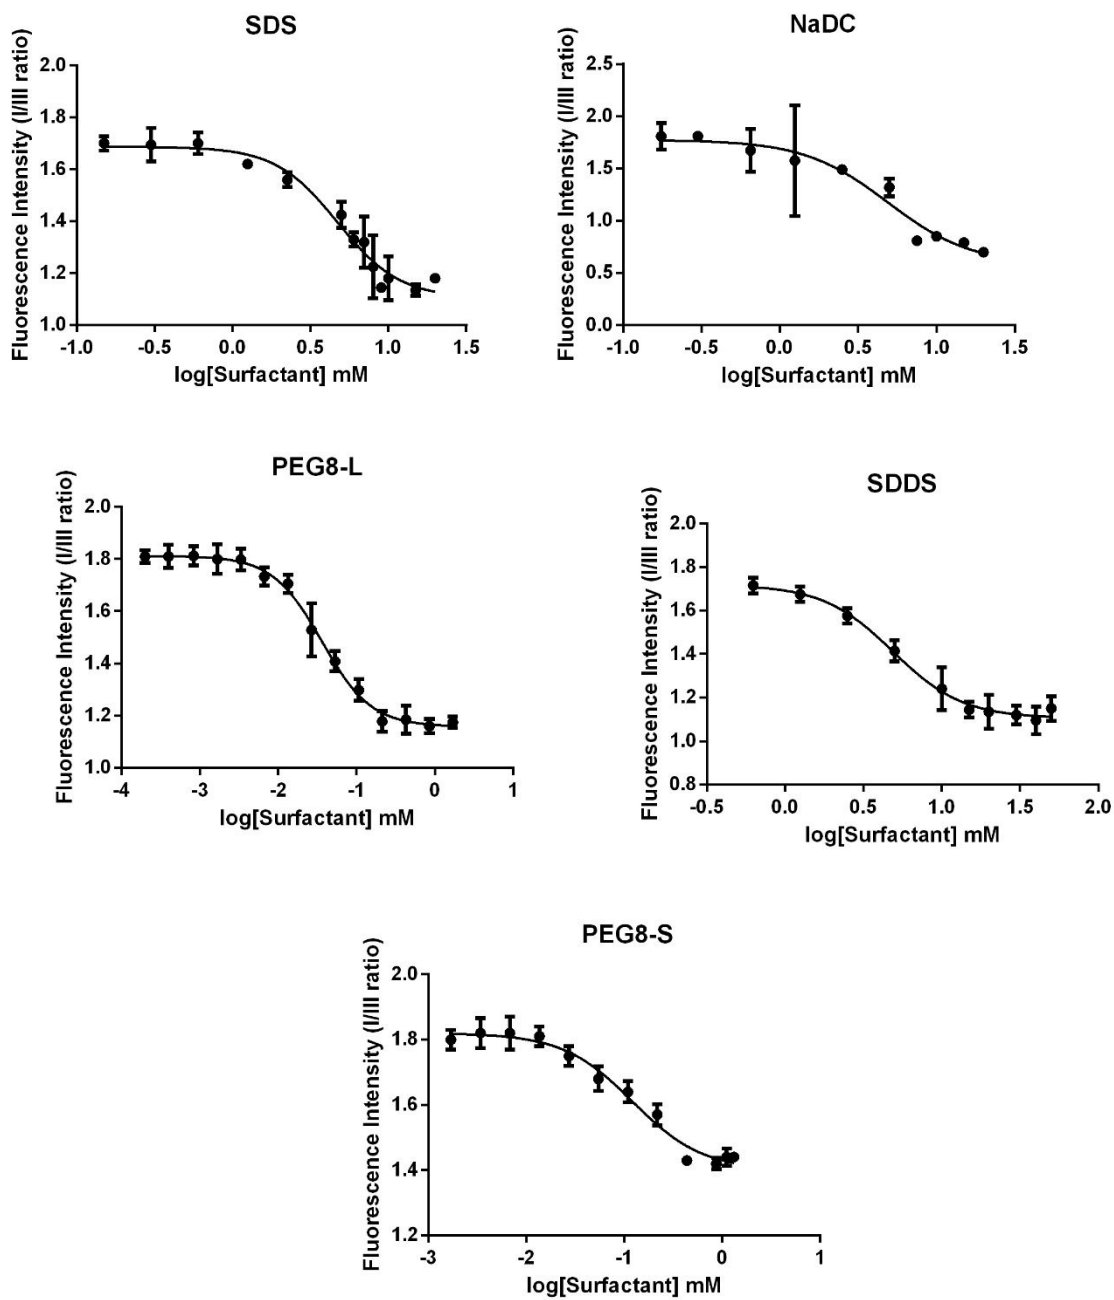 SDS
Fluorescence Intensity (I/III ratio)
2.0
1.8
1.6
1.4
1.2
1.0
-1.0 -0.5 0.0 0.5 1.0 1.5
log[Surfactant] mM
NaDC
Fluorescence Intensity (I/III ratio)
2.5
2.0
1.5
1.0
0.5
0.0
-1.0 -0.5 0.0 0.5 1.0 1.5
log[Surfactant] mM
PEG8-L
Fluorescence Intensity (I/III ratio)
2.0
1.8
1.6
1.4
1.2
1.0
-4 -3 -2 -1 0 1
log[Surfactant] mM
SDDS
Fluorescence Intensity (I/III ratio)
2.0
1.8
1.6
1.4
1.2
1.0
0.8
-0.5 0.0 0.5 1.0 1.5 2.0
log[Surfactant] mM
PEG8-S
Fluorescence Intensity (I/III ratio)
2.0
1.8
1.6
1.4
1.2
-3 -2 -1 0 1
log[Surfactant] mM